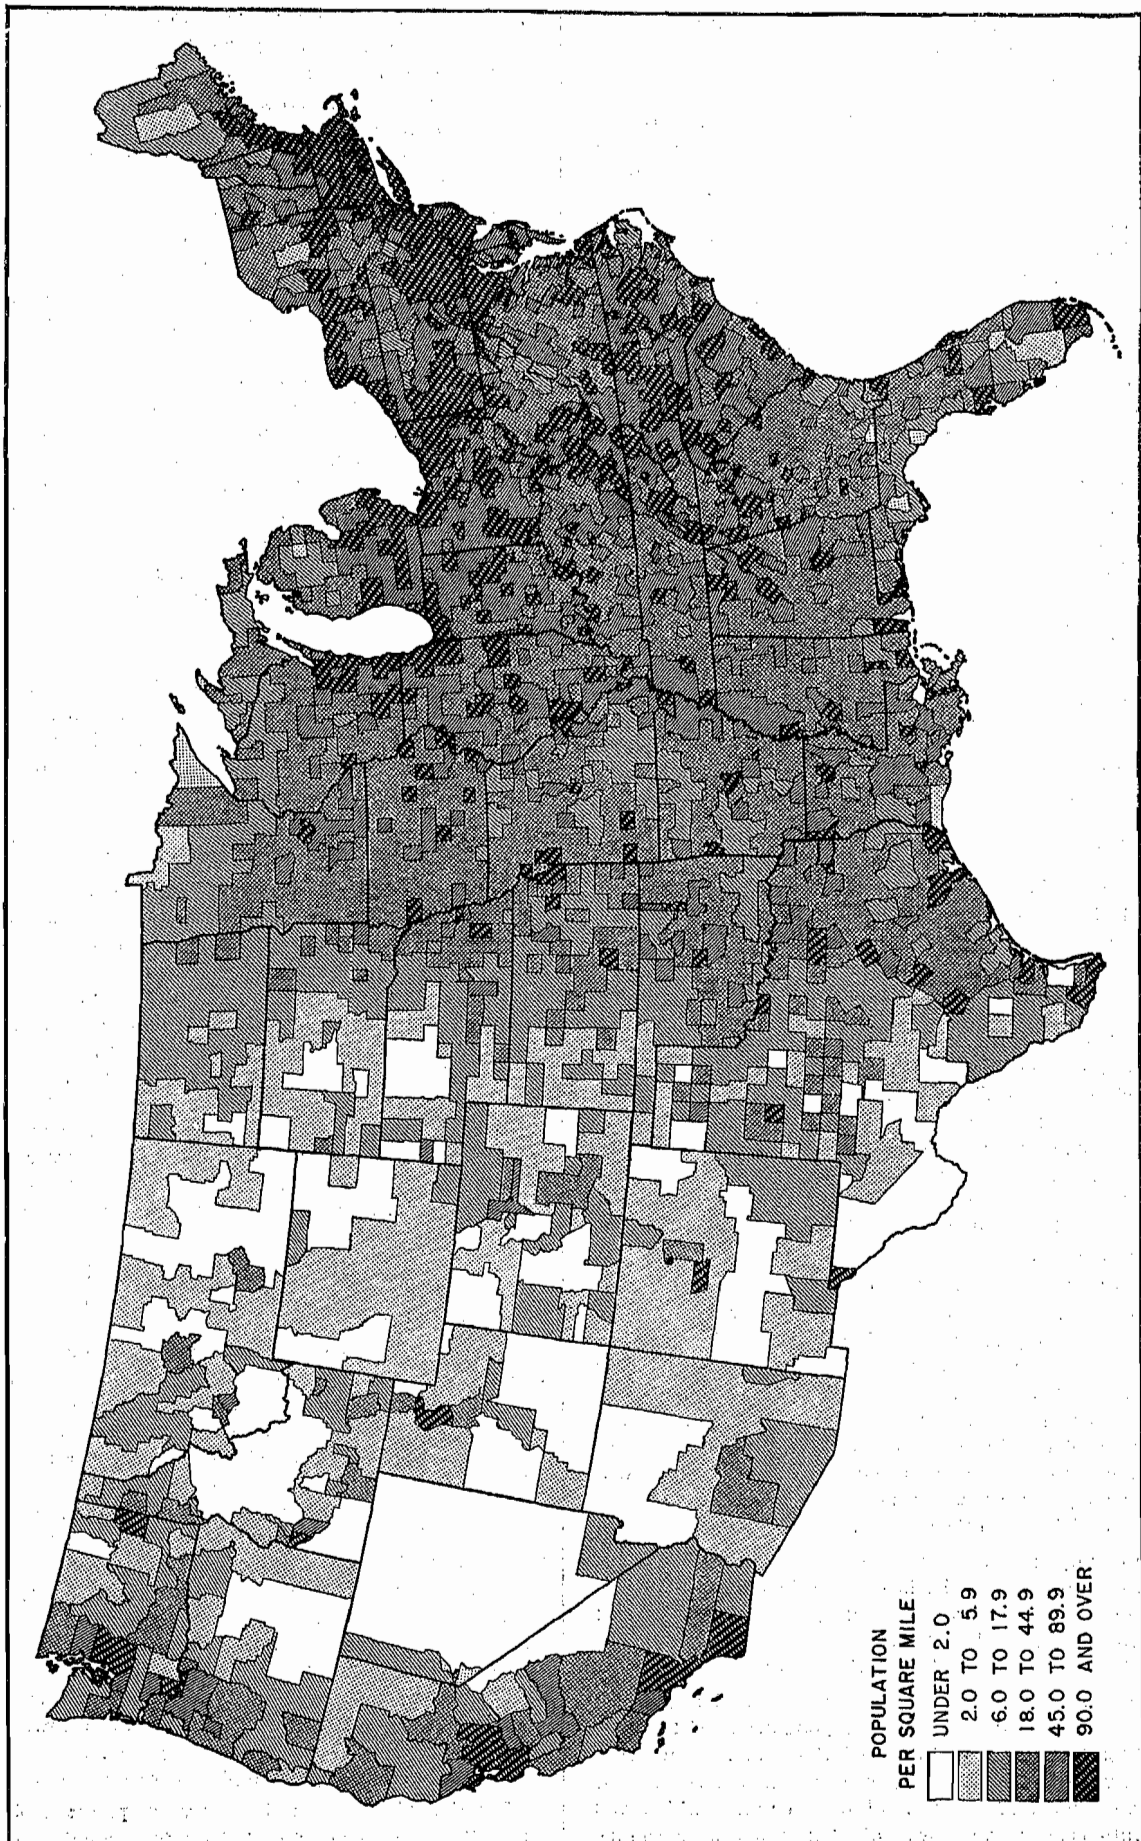 POPULATION
PER SQUARE MILE
UNDER 2.0
2.0 TO 5.9
6.0 TO 17.9
18.0 TO 44.9
45.0 TO 89.9
90.0 AND OVER